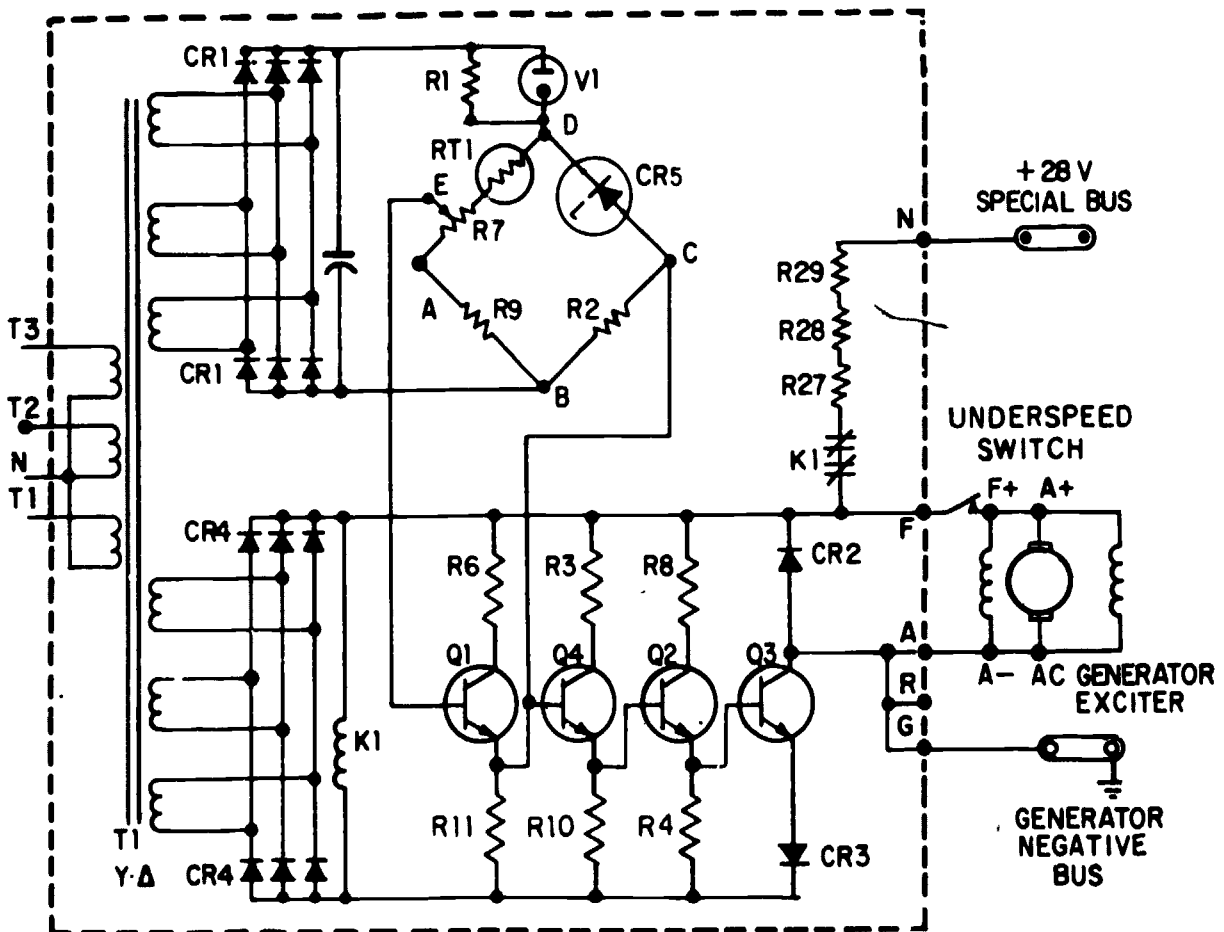 CR1
R1
V1
D
RT1
E
CR5
R7
+28V
SPECIAL BUS
N
C
R29
A
R9
R2
T3
R28
CR1
R27
B
T2
UNDERSPEED
SWITCH
N
K1
T1
F+ A+
CR4
F
R6
R3
R8
CR2
Q1
Q4
Q2
Q3
A
A- AC GENERATOR
EXCITER
R
G
K1
R11
R10
R4
T1
Y-Δ
CR4
CR3
GENERATOR
NEGATIVE
BUS